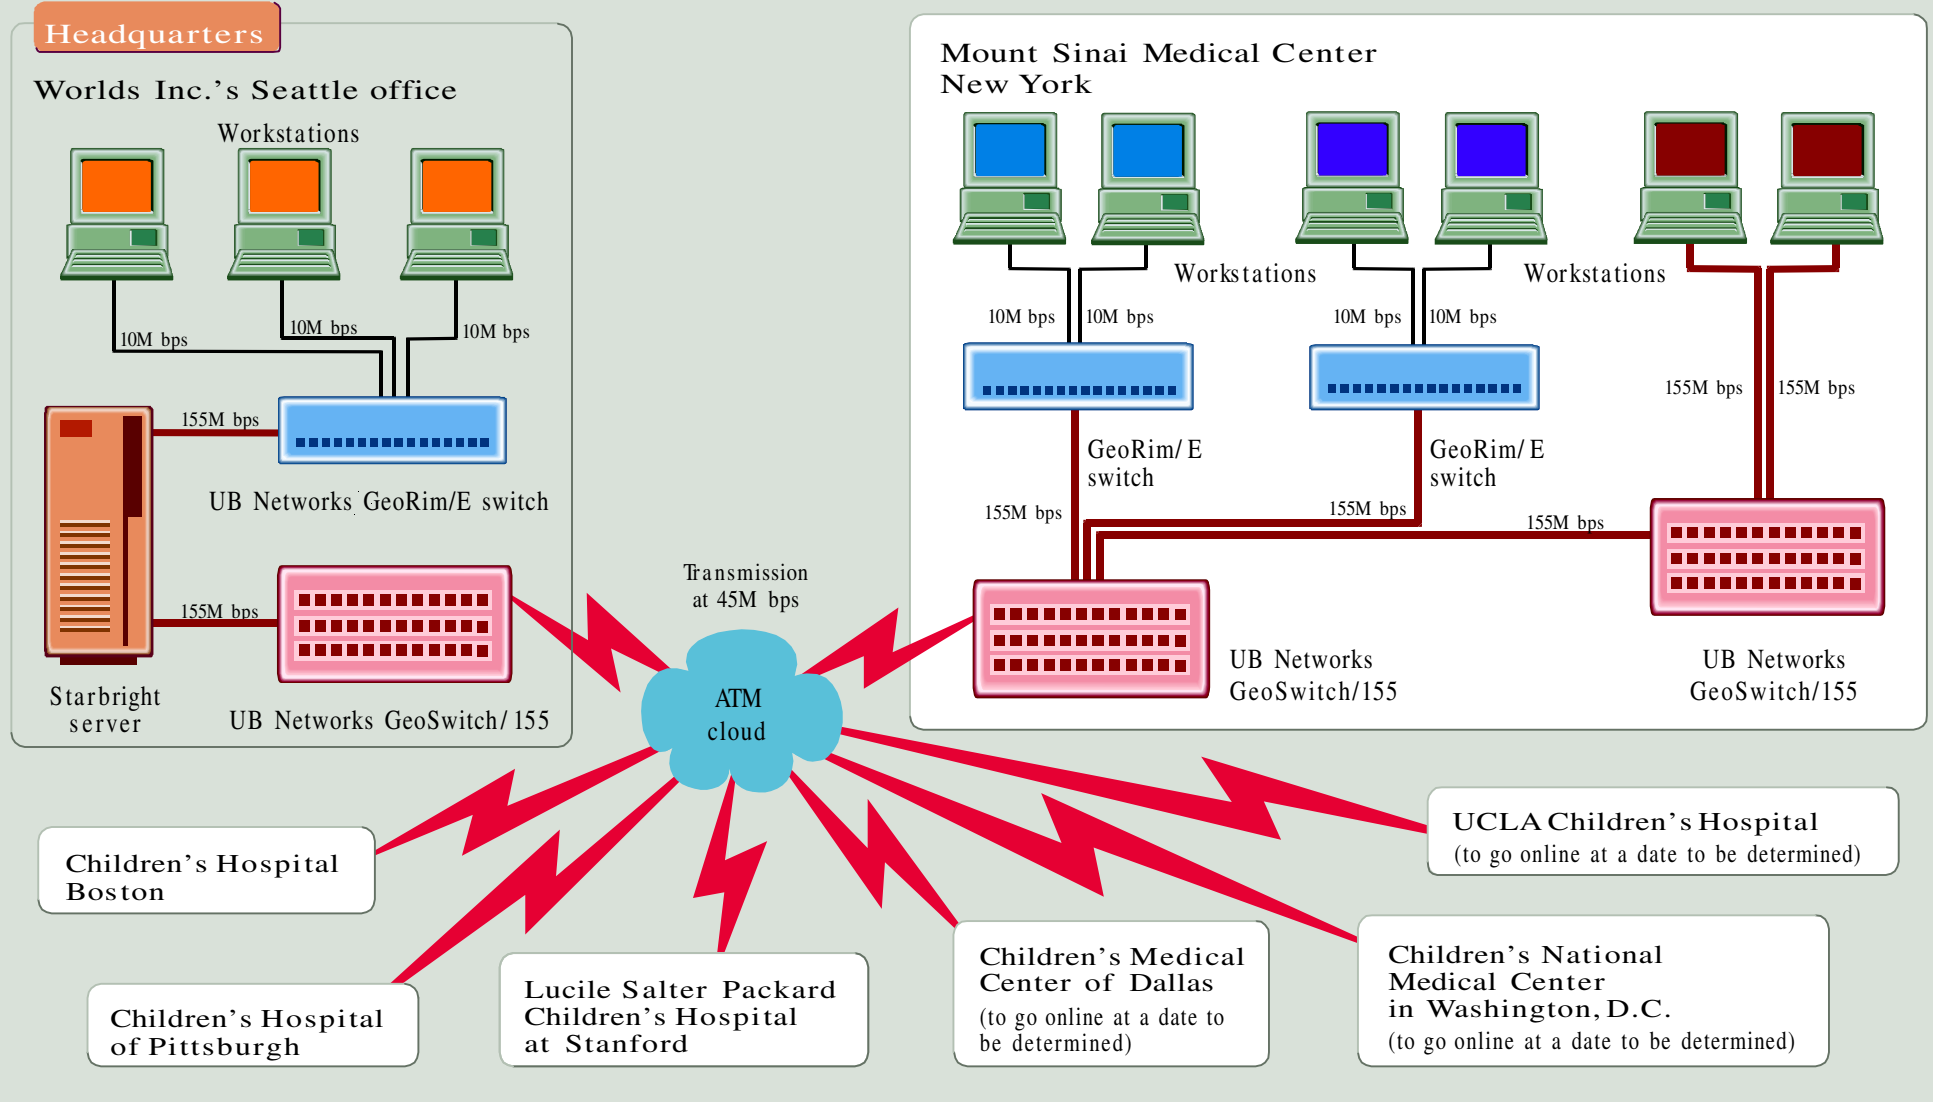 Headquarters
Worlds Inc.'s Seattle office
Workstations
10M bps
10M bps
10M bps
155M bps
UB Networks GeoRim/E switch
155M bps
Starbright
server
UB Networks GeoSwitch/155
Transmission
at 45M bps
ATM
cloud
Mount Sinai Medical Center
New York
Workstations
Workstations
10M bps
10M bps
10M bps
10M bps
155M bps
155M bps
GeoRim/E
switch
GeoRim/E
switch
155M bps
155M bps
155M bps
UB Networks
GeoSwitch/155
UB Networks
GeoSwitch/155
Children's Hospital
Boston
Children's Hospital
of Pittsburgh
Lucile Salter Packard
Children's Hospital
at Stanford
Children's Medical
Center of Dallas
(to go online at a date to
be determined)
Children's National
Medical Center
in Washington, D.C.
(to go online at a date to be determined)
UCLA Children's Hospital
(to go online at a date to be determined)